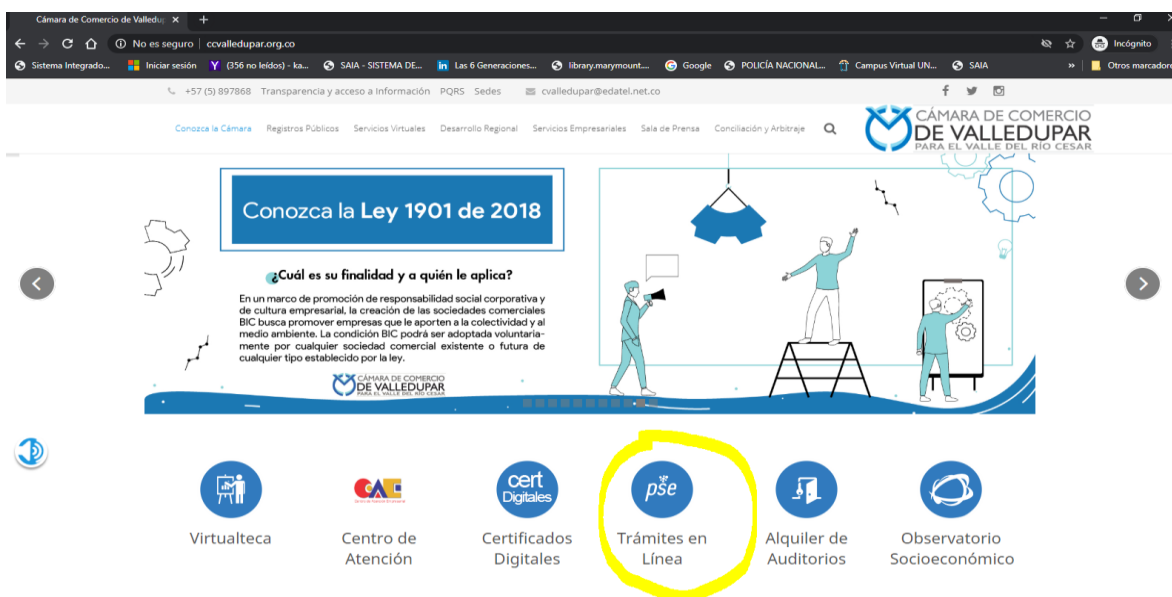 Cámara de Comercio de Valledu
No es seguro | ccvalledupar.org.co
Incógnito
Sistema Integrado... Iniciar sesión (356 no leídos) - ka... SAIA - SISTEMA DE... Las 6 Generaciones... library.marymount.... Google POLICÍA NACIONAL... Campus Virtual UN... SAIA » Otros marcadore
+57 (5) 897868 Transparencia y acceso a Información PQRS Sedes cvalledupar@edatel.net.co
Conozca la Cámara Registros Públicos Servicios Virtuales Desarrollo Regional Servicios Empresariales Sala de Prensa Conciliación y Arbitraje
CÁMARA DE COMERCIO
DE VALLEDUPAR
PARA EL VALLE DEL RÍO CESAR
Conozca la Ley 1901 de 2018
¿Cuál es su finalidad y a quién le aplica?
En un marco de promoción de responsabilidad social corporativa y
de cultura empresarial, la creación de las sociedades comerciales
BIC busca promover empresas que le aporten a la colectividad y al
medio ambiente. La condición BIC podrá ser adoptada voluntaria-
mente por cualquier sociedad comercial existente o futura de
cualquier tipo establecido por la ley.
CÁMARA DE COMERCIO
DE VALLEDUPAR
PARA EL VALLE DEL RÍO CESAR
CAE
cert
Digitales
pse
Virtualteca
Centro de
Atención
Certificados
Digitales
Trámites en
Línea
Alquiler de
Auditorios
Observatorio
Socioeconómico